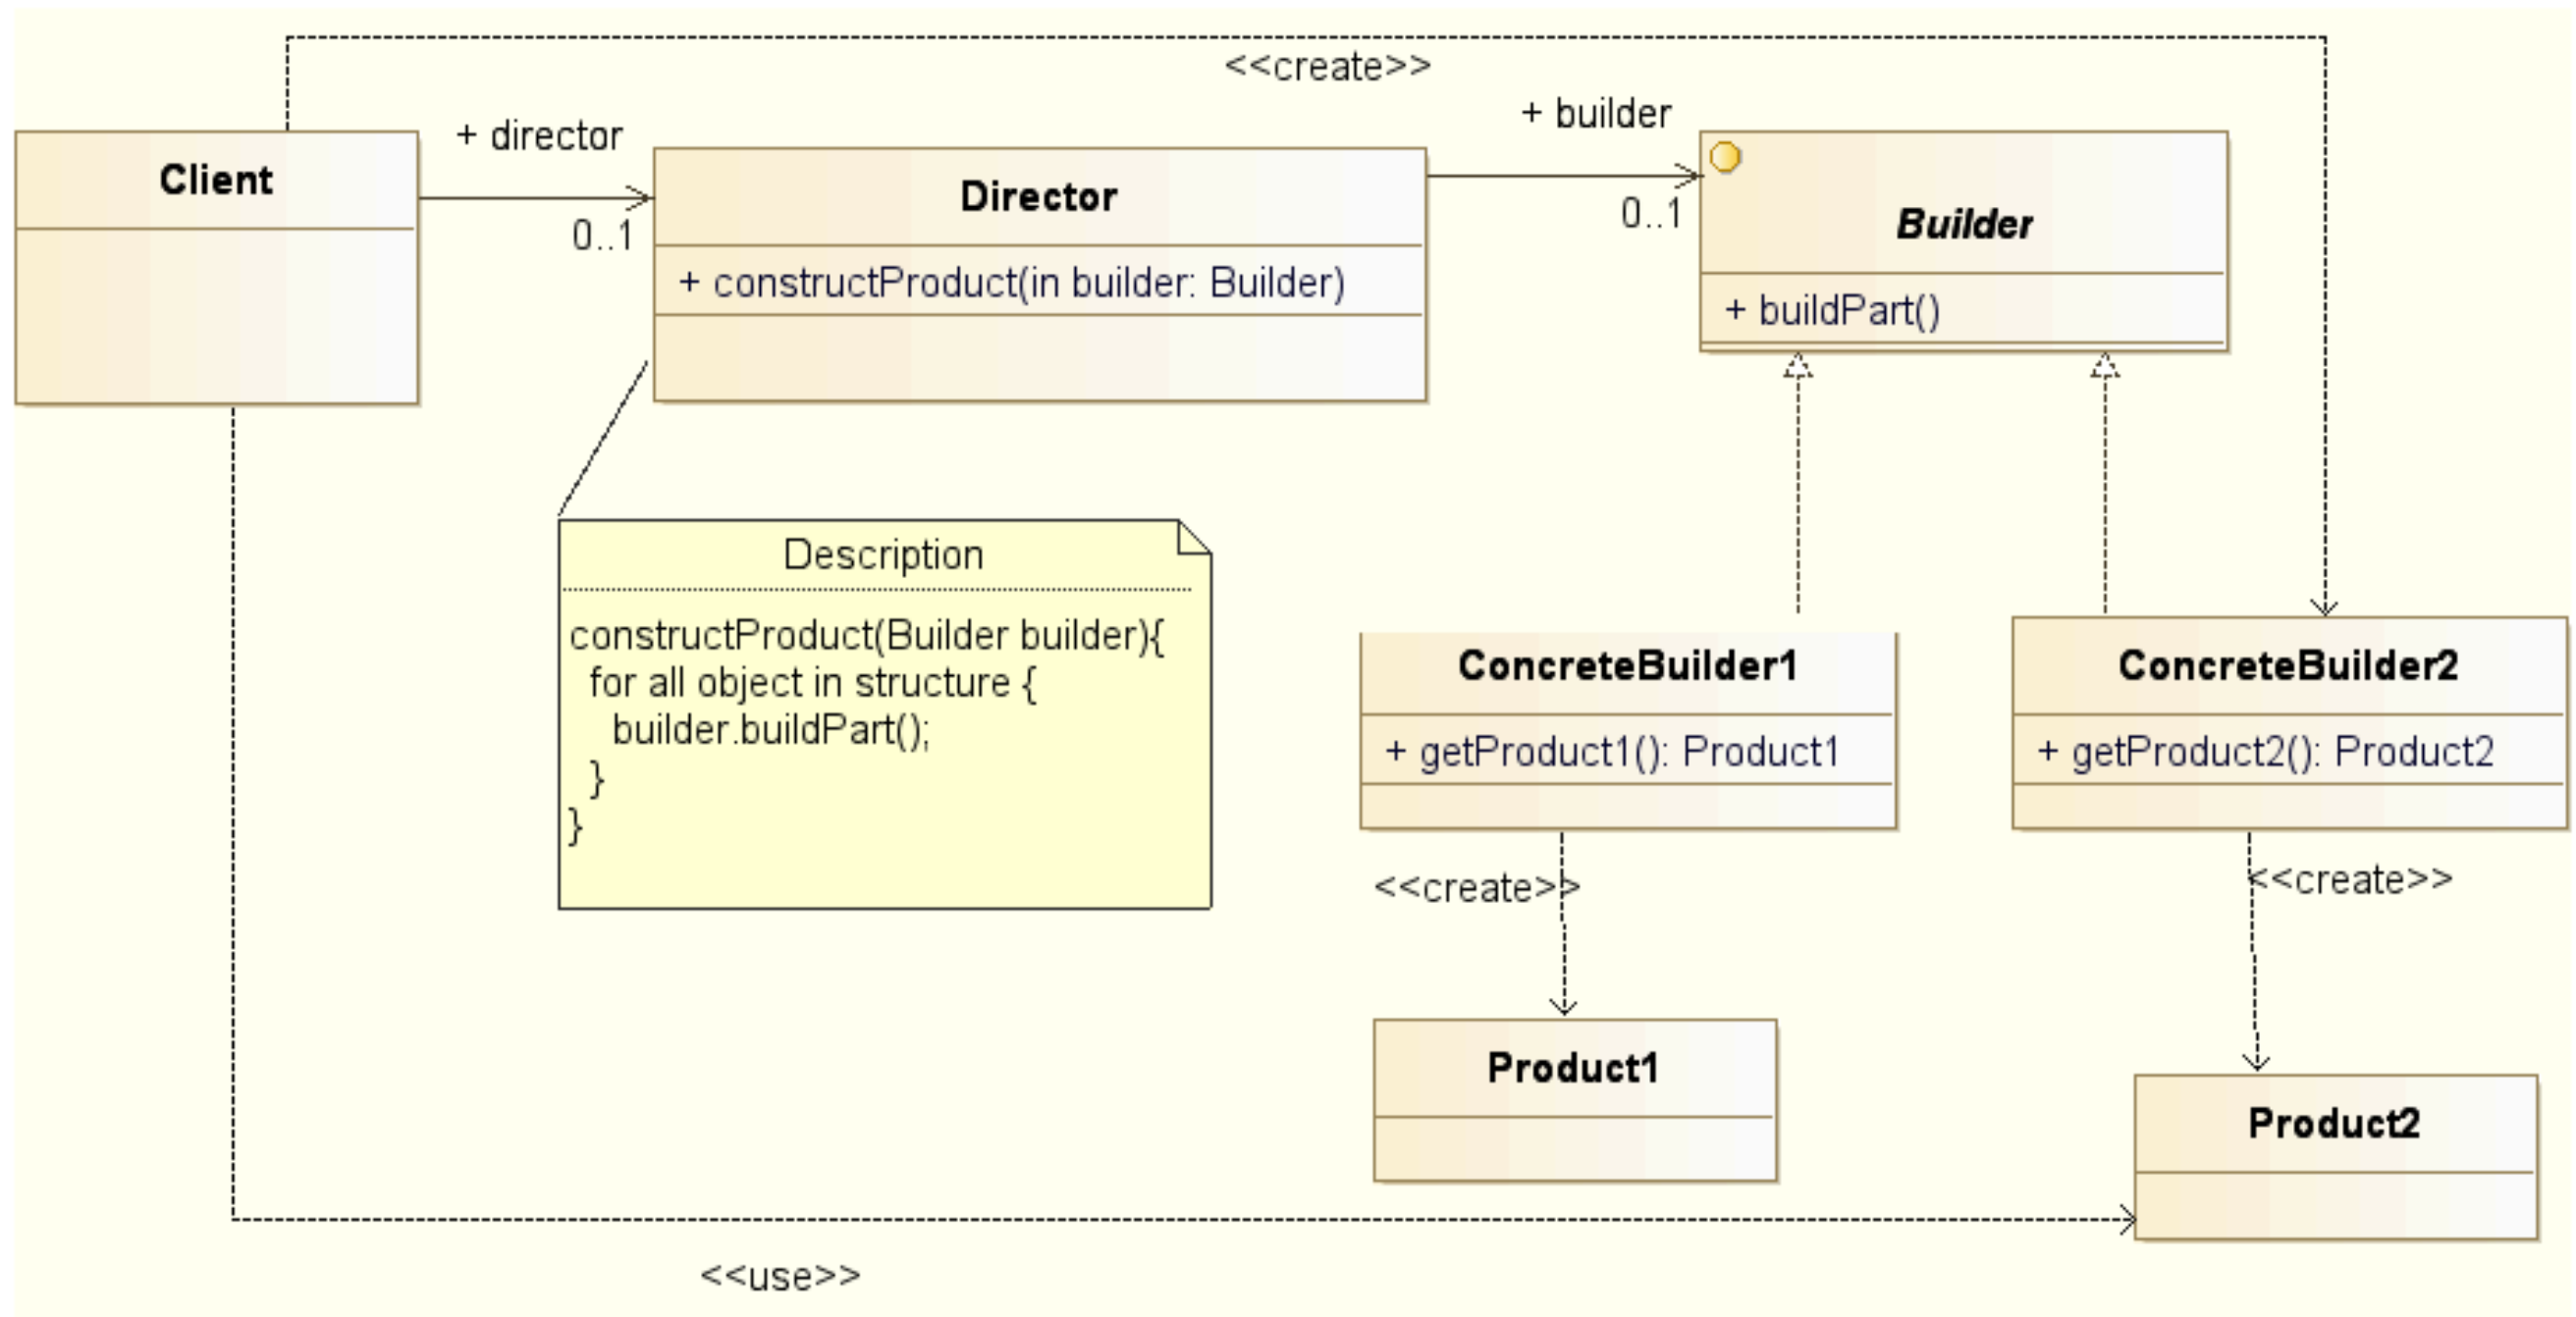 <<create>>
+ director
+ builder
Client
Director
Builder
0..1
0..1
+ constructProduct(in builder: Builder)
+ buildPart()
Description
constructProduct(Builder builder){
for all object in structure {
builder.buildPart();
}
}
ConcreteBuilder1
ConcreteBuilder2
+ getProduct1(): Product1
+ getProduct2(): Product2
<<create>>
<<create>>
Product1
Product2
<<use>>